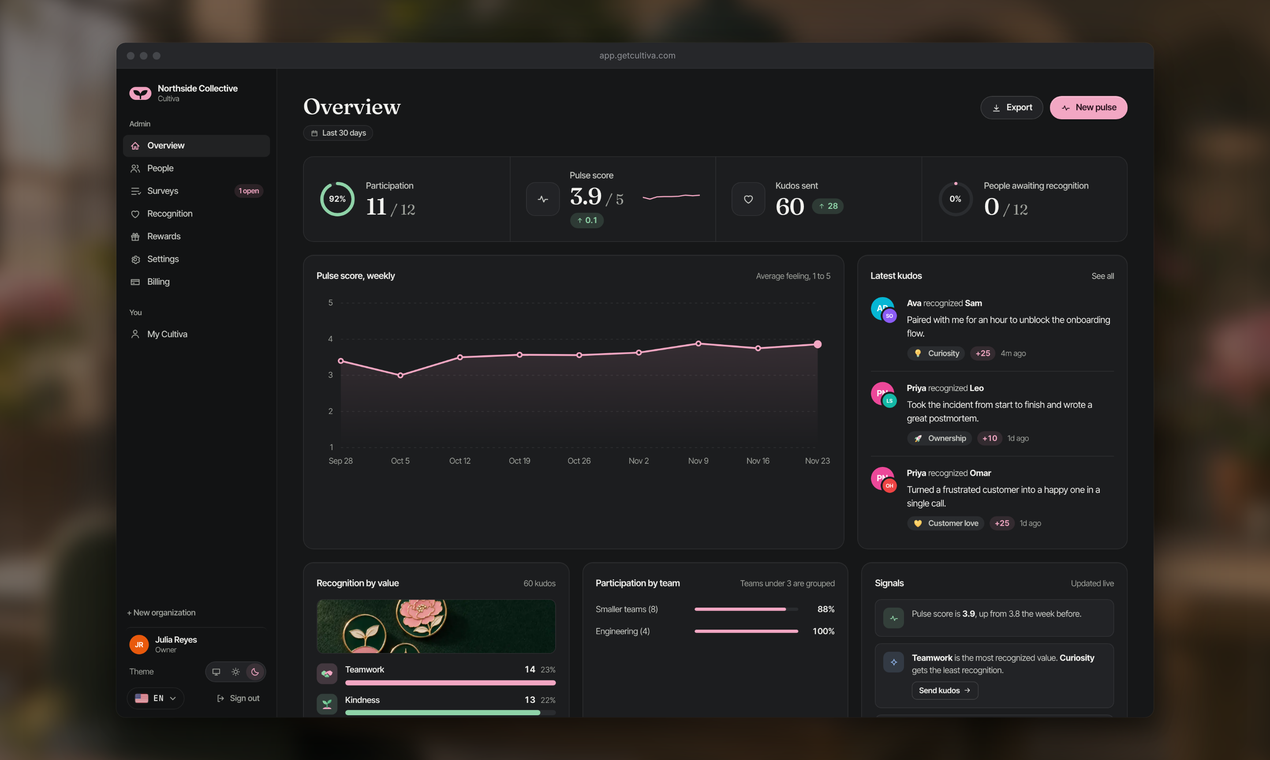 app.getcultiva.com
Northside Collective
Cultiva
Admin
Overview
People
Surveys
1 open
Recognition
Rewards
Settings
Billing
You
My Cultiva
+ New organization
JR
Julia Reyes
Owner
Theme
EN
Sign out
Overview
Last 30 days
Export
New pulse
92%
Participation
11 / 12
Pulse score
3.9 / 5
↑ 0.1
Kudos sent
60 ↑ 28
0%
People awaiting recognition
0 / 12
Pulse score, weekly
Average feeling, 1 to 5
5
4
3
2
1
Sep 28 Oct 5 Oct 12 Oct 19 Oct 26 Nov 2 Nov 9 Nov 16 Nov 23
Latest kudos
See all
SO
Ava recognized Sam
Paired with me for an hour to unblock the onboarding
flow.
Curiosity +25 4m ago
LS
Priya recognized Leo
Took the incident from start to finish and wrote a
great postmortem.
Ownership +10 1d ago
OH
Priya recognized Omar
Turned a frustrated customer into a happy one in a
single call.
Customer love +25 1d ago
Recognition by value
60 kudos
Teamwork 14 23%
Kindness 13 22%
Participation by team
Teams under 3 are grouped
Smaller teams (8) 88%
Engineering (4) 100%
Signals
Updated live
Pulse score is 3.9, up from 3.8 the week before.
Teamwork is the most recognized value. Curiosity
gets the least recognition.
Send kudos →